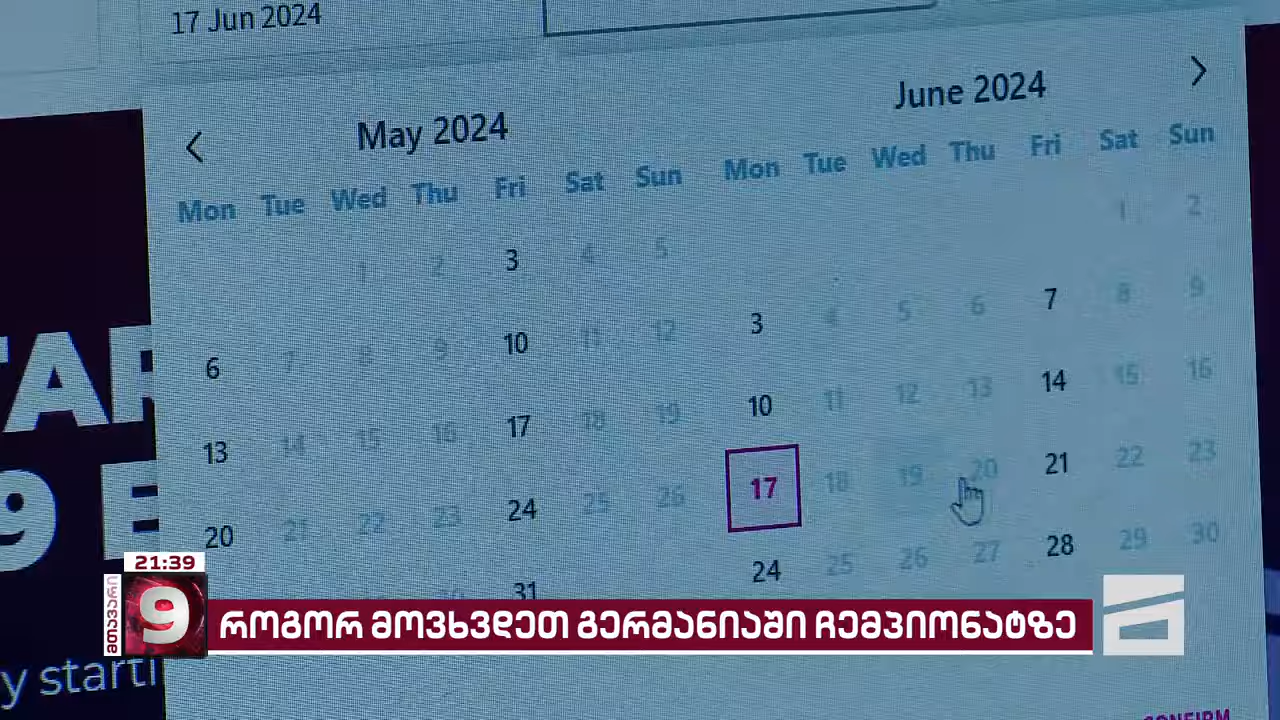 17 Jun 2024
May 2024
June 2024
Mon Tue Wed Thu Fri Sat Sun
Mon Tue Wed Thu Fri Sat Sun
1 2 3 4 5
1 2
6 7 8 9 10 11 12
3 4 5 6 7 8 9
13 14 15 16 17 18 19
10 11 12 13 14 15 16
20 21 22 23 24 25 26
17 18 19 20 21 22 23
31
24 25 26 27 28 29 30
21:39
მთავარი
9
როგორ მოვხვდეთ გერმანიაში ჩემპიონატზე
y starti
CONFIRM